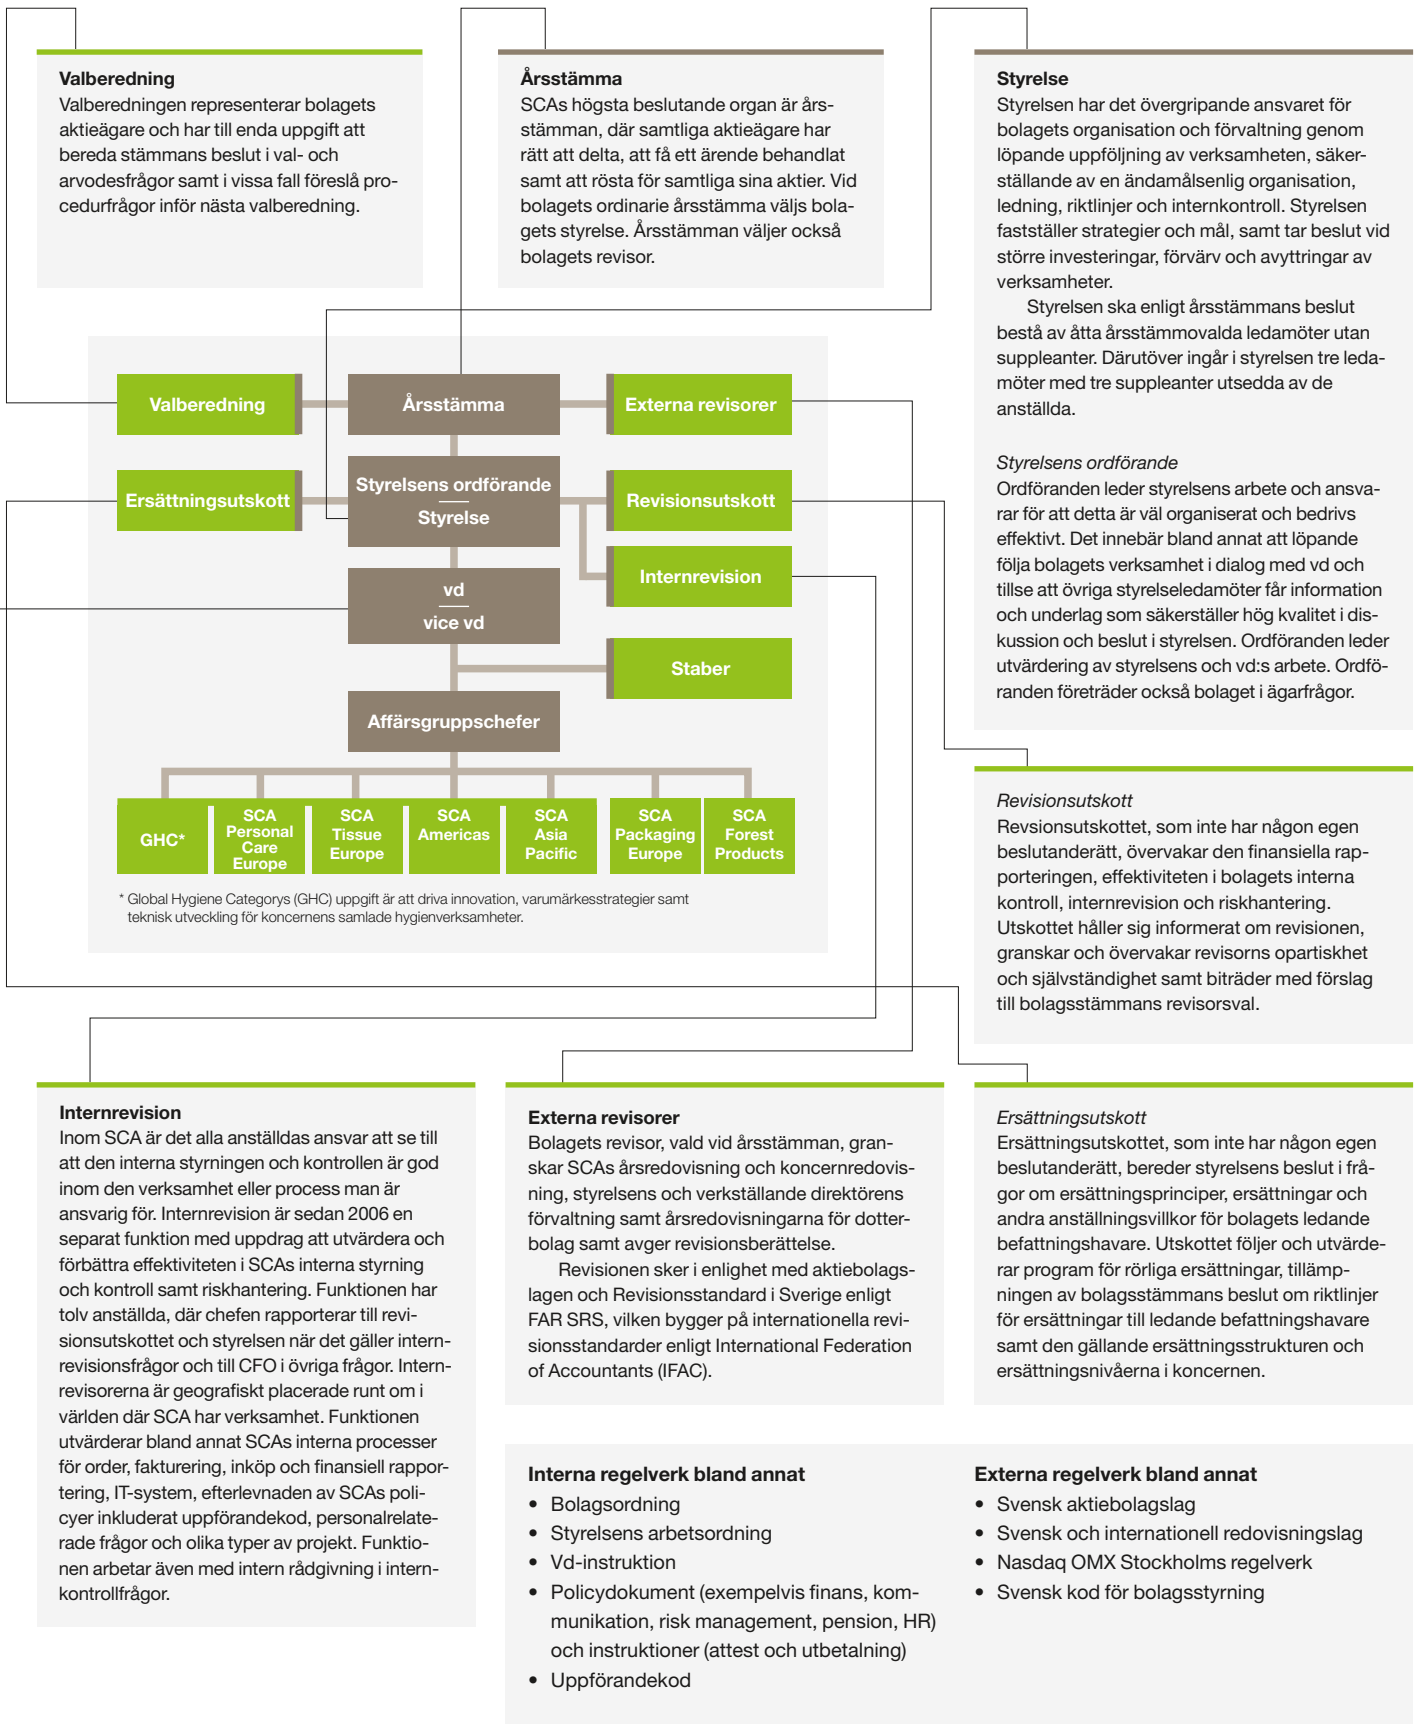 Valberedning
Valberedningen representerar bolagets
aktieägare och har till enda uppgift att
bereda stämmans beslut i val- och
arvodesfrågor samt i vissa fall föreslå pro-
cedurfrågor inför nästa valberedning.
Årsstämma
SCAs högsta beslutande organ är års-
stämman, där samtliga aktieägare har
rätt att delta, att få ett ärende behandlat
samt att rösta för samtliga sina aktier. Vid
bolagets ordinarie årsstämma väljs bola-
gets styrelse. Årsstämman väljer också
bolagets revisor.
Styrelse
Styrelsen har det övergripande ansvaret för
bolagets organisation och förvaltning genom
löpande uppföljning av verksamheten, säker-
ställande av en ändamålsenlig organisation,
ledning, riktlinjer och internkontroll. Styrelsen
fastställer strategier och mål, samt tar beslut vid
större investeringar, förvärv och avyttringar av
verksamheter.
Styrelsen ska enligt årsstämmans beslut
bestå av åtta årsstämmovalda ledamöter utan
suppleanter. Därutöver ingår i styrelsen tre leda-
möter med tre suppleanter utsedda av de
anställda.
Styrelsens ordförande
Ordföranden leder styrelsens arbete och ansva-
rar för att detta är väl organiserat och bedrivs
effektivt. Det innebär bland annat att löpande
följa bolagets verksamhet i dialog med vd och
tillse att övriga styrelseledamöter får information
och underlag som säkerställer hög kvalitet i dis-
kussion och beslut i styrelsen. Ordföranden leder
utvärdering av styrelsens och vd:s arbete. Ordfö-
randen företräder också bolaget i ägarfrågor.
Valberedning
Årsstämma
Externa revisorer
Ersättningsutskott
Styrelsens ordförande
Styrelse
Revisionsutskott
Internrevision
vd
vice vd
Staber
Affärsgruppschefer
GHC*
SCA
Personal
Care
Europe
SCA
Tissue
Europe
SCA
Americas
SCA
Asia
Pacific
SCA
Packaging
Europe
SCA
Forest
Products
* Global Hygiene Categorys (GHC) uppgift är att driva innovation, varumärkesstrategier samt
teknisk utveckling för koncernens samlade hygienverksamheter.
Revisionsutskott
Revsionsutskottet, som inte har någon egen
beslutanderätt, övervakar den finansiella rap-
porteringen, effektiviteten i bolagets interna
kontroll, internrevision och riskhantering.
Utskottet håller sig informerat om revisionen,
granskar och övervakar revisorns opartiskhet
och självständighet samt biträder med förslag
till bolagsstämmans revisorsval.
Internrevision
Inom SCA är det alla anställdas ansvar att se till
att den interna styrningen och kontrollen är god
inom den verksamhet eller process man är
ansvarig för. Internrevision är sedan 2006 en
separat funktion med uppdrag att utvärdera och
förbättra effektiviteten i SCAs interna styrning
och kontroll samt riskhantering. Funktionen har
tolv anställda, där chefen rapporterar till revi-
sionsutskottet och styrelsen när det gäller intern-
revisionsfrågor och till CFO i övriga frågor. Intern-
revisorerna är geografiskt placerade runt om i
världen där SCA har verksamhet. Funktionen
utvärderar bland annat SCAs interna processer
för order, fakturering, inköp och finansiell rappor-
tering, IT-system, efterlevnaden av SCAs poli-
cyer inkluderat uppförandekod, personalrelate-
rade frågor och olika typer av projekt. Funktio-
nen arbetar även med intern rådgivning i intern-
kontrollfrågor.
Externa revisorer
Bolagets revisor, vald vid årsstämman, gran-
skar SCAs årsredovisning och koncernredovis-
ning, styrelsens och verkställande direktörens
förvaltning samt årsredovisningarna för dotter-
bolag samt avger revisionsberättelse.
Revisionen sker i enlighet med aktiebolags-
lagen och Revisionsstandard i Sverige enligt
FAR SRS, vilken bygger på internationella revi-
sionsstandarder enligt International Federation
of Accountants (IFAC).
Ersättningsutskott
Ersättningsutskottet, som inte har någon egen
beslutanderätt, bereder styrelsens beslut i frå-
gor om ersättningsprinciper, ersättningar och
andra anställningsvillkor för bolagets ledande
befattningshavare. Utskottet följer och utvärde-
rar program för rörliga ersättningar, tillämp-
ningen av bolagsstämmans beslut om riktlinjer
för ersättningar till ledande befattningshavare
samt den gällande ersättningsstrukturen och
ersättningsnivåerna i koncernen.
Interna regelverk bland annat
• Bolagsordning
• Styrelsens arbetsordning
• Vd-instruktion
• Policydokument (exempelvis finans, kom-
munikation, risk management, pension, HR)
och instruktioner (attest och utbetalning)
• Uppförandekod
Externa regelverk bland annat
• Svensk aktiebolagslag
• Svensk och internationell redovisningslag
• Nasdaq OMX Stockholms regelverk
• Svensk kod för bolagsstyrning